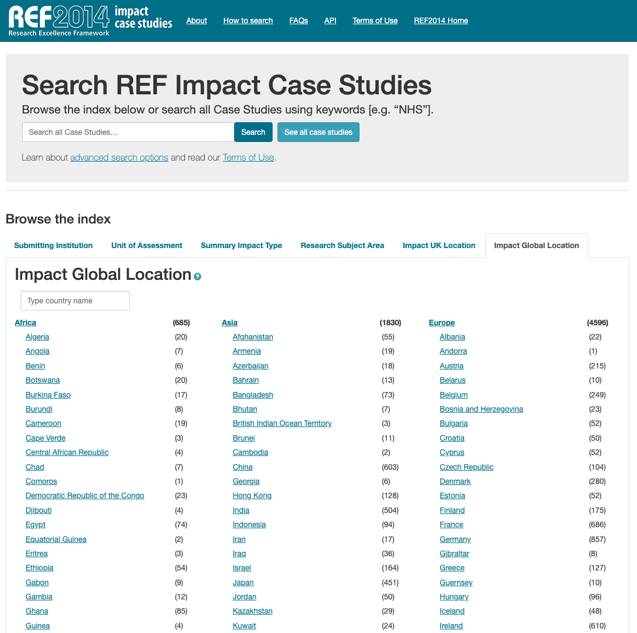 REF2014 impact case studies
Research Excellence Framework
About How to search FAQs API Terms of Use REF2014 Home
Search REF Impact Case Studies
Browse the index below or search all Case Studies using keywords [e.g. “NHS”].
Search all Case Studies... Search See all case studies
Learn about advanced search options and read our Terms of Use.
Browse the index
Submitting Institution Unit of Assessment Summary Impact Type Research Subject Area Impact UK Location Impact Global Location
Impact Global Location ?
Type country name
Africa (685) Asia (1830) Europe (4596)
Algeria (20) Afghanistan (55) Albania (22)
Angola (7) Armenia (19) Andorra (1)
Benin (6) Azerbaijan (18) Austria (215)
Botswana (20) Bahrain (13) Belarus (10)
Burkina Faso (17) Bangladesh (73) Belgium (249)
Burundi (8) Bhutan (7) Bosnia and Herzegovina (23)
Cameroon (19) British Indian Ocean Territory (3) Bulgaria (52)
Cape Verde (3) Brunei (11) Croatia (50)
Central African Republic (4) Cambodia (2) Cyprus (52)
Chad (7) China (603) Czech Republic (104)
Comoros (1) Georgia (6) Denmark (280)
Democratic Republic of the Congo (23) Hong Kong (128) Estonia (52)
Djibouti (4) India (504) Finland (175)
Egypt (74) Indonesia (94) France (686)
Equatorial Guinea (2) Iran (17) Germany (857)
Eritrea (3) Iraq (36) Gibraltar (8)
Ethiopia (54) Israel (164) Greece (127)
Gabon (9) Japan (451) Guernsey (10)
Gambia (12) Jordan (50) Hungary (96)
Ghana (85) Kazakhstan (29) Iceland (48)
Guinea (4) Kuwait (24) Ireland (610)